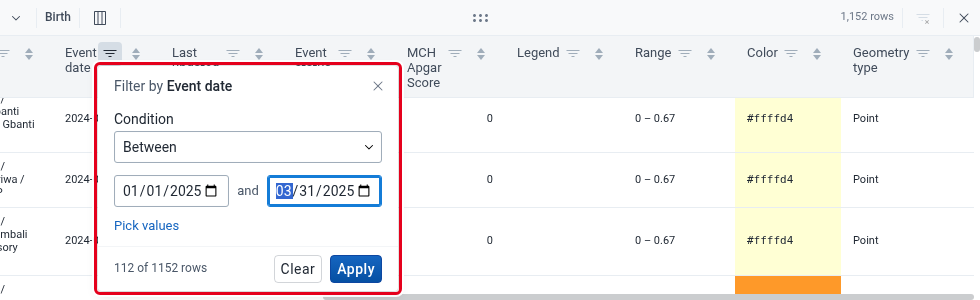 Birth
1,152 rows
Event date
Last
Event
MCH Apgar Score
Legend
Range
Color
Geometry type
Filter by Event date
Condition
Between
01/01/2025 and 03/31/2025
Pick values
112 of 1152 rows
Clear
Apply
/
anti
Gbanti
2024-
0
0 – 0.67
#ffffd4
Point
/
iwa /
2024-
0
0 – 0.67
#ffffd4
Point
/
mbali
sory
2024-
0
0 – 0.67
#ffffd4
Point
/